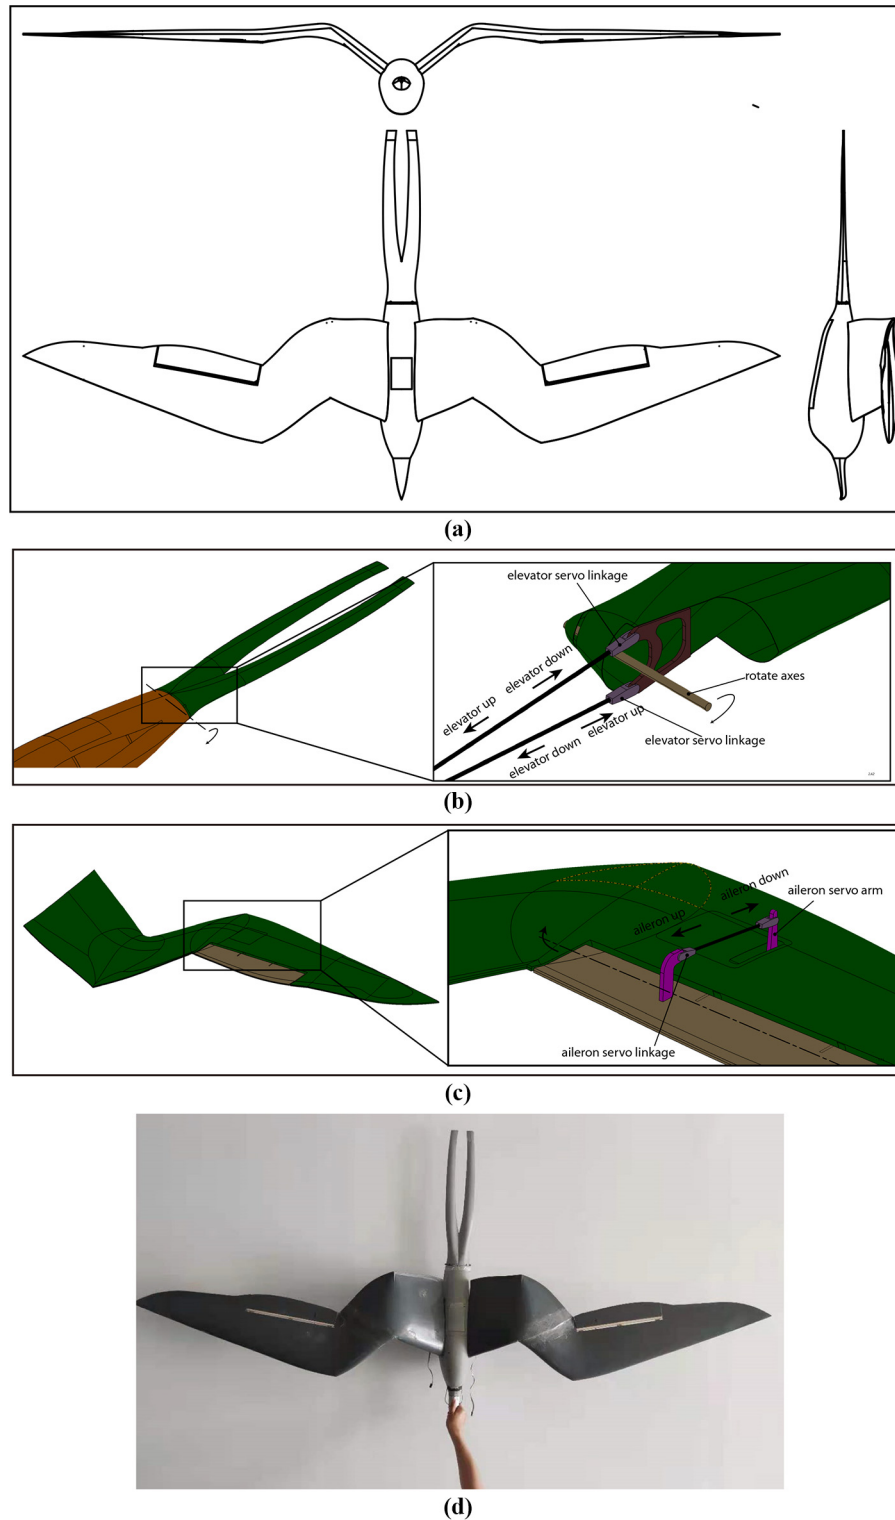 (a)
elevator servo linkage
elevator down
elevator up
rotate axes
elevator up
elevator servo linkage
elevator down
(b)
aileron down
aileron servo arm
aileron up
aileron servo linkage
(c)
(d)